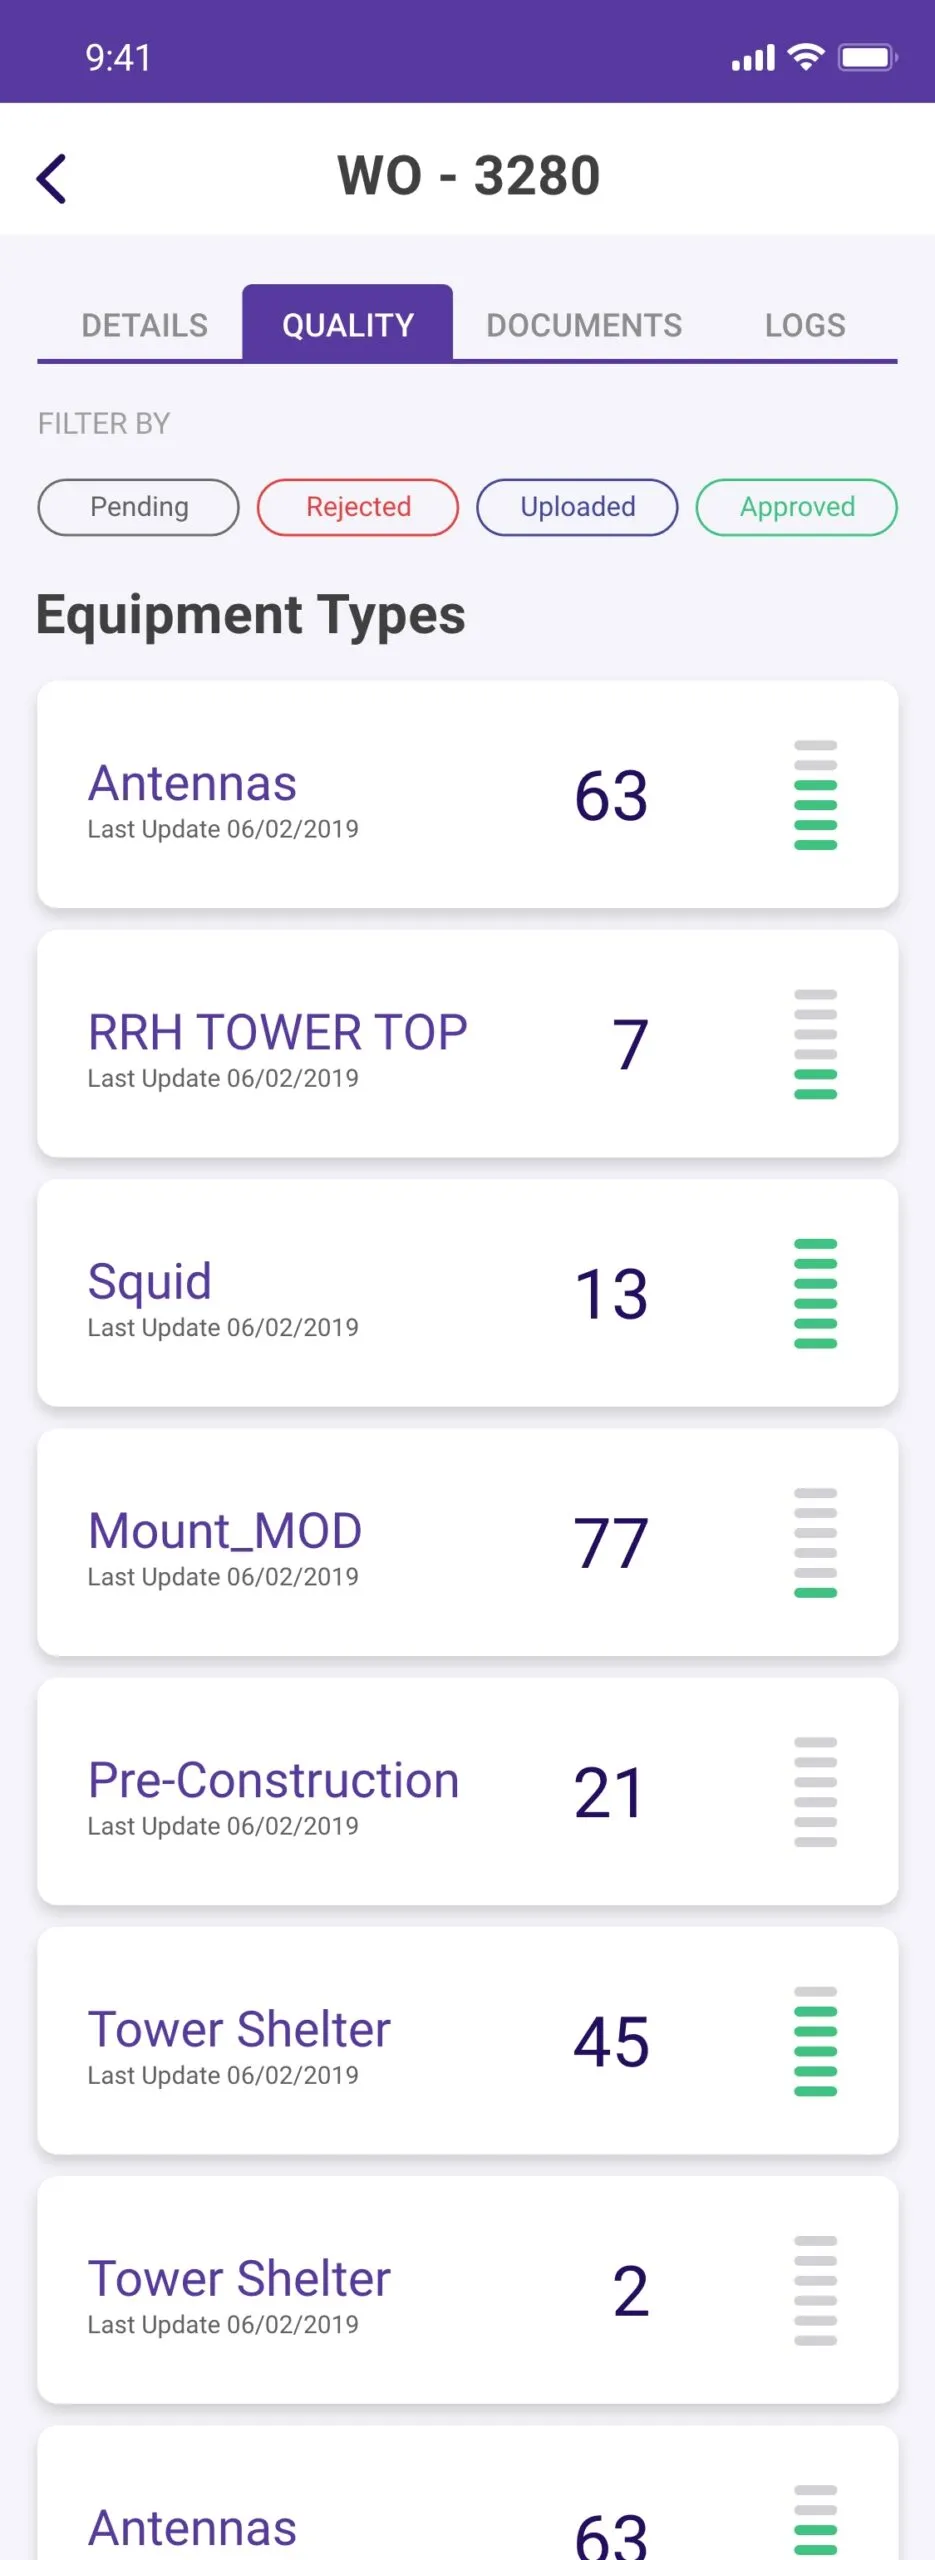 9:41
WO - 3280
DETAILS QUALITY DOCUMENTS LOGS
FILTER BY
Pending Rejected Uploaded Approved
Equipment Types
Antennas 63
Last Update 06/02/2019
RRH TOWER TOP 7
Last Update 06/02/2019
Squid 13
Last Update 06/02/2019
Mount_MOD 77
Last Update 06/02/2019
Pre-Construction 21
Last Update 06/02/2019
Tower Shelter 45
Last Update 06/02/2019
Tower Shelter 2
Last Update 06/02/2019
Antennas 63